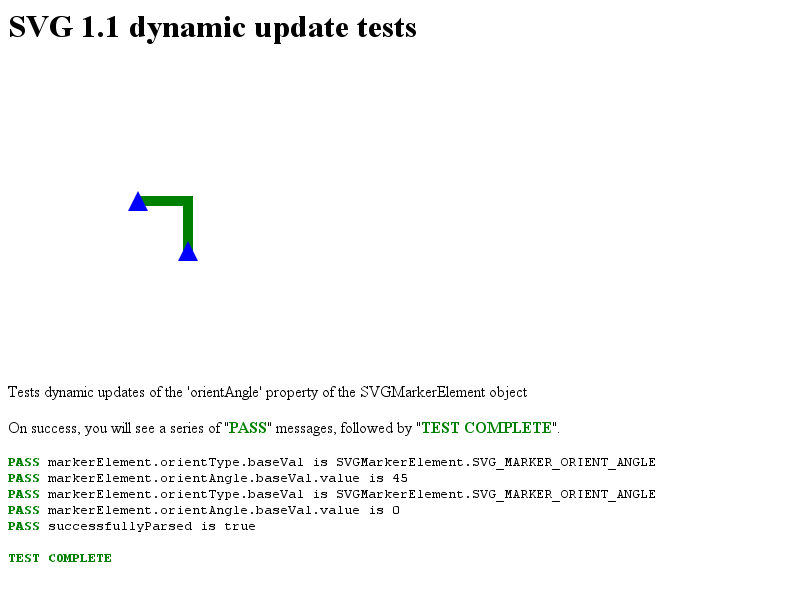 SVG 1.1 dynamic update tests
Tests dynamic updates of the 'orientAngle' property of the SVGMarkerElement object
On success, you will see a series of "PASS" messages, followed by "TEST COMPLETE".
PASS markerElement.orientType.baseVal is SVGMarkerElement.SVG_MARKER_ORIENT_ANGLE
PASS markerElement.orientAngle.baseVal.value is 45
PASS markerElement.orientType.baseVal is SVGMarkerElement.SVG_MARKER_ORIENT_ANGLE
PASS markerElement.orientAngle.baseVal.value is 0
PASS successfullyParsed is true
TEST COMPLETE